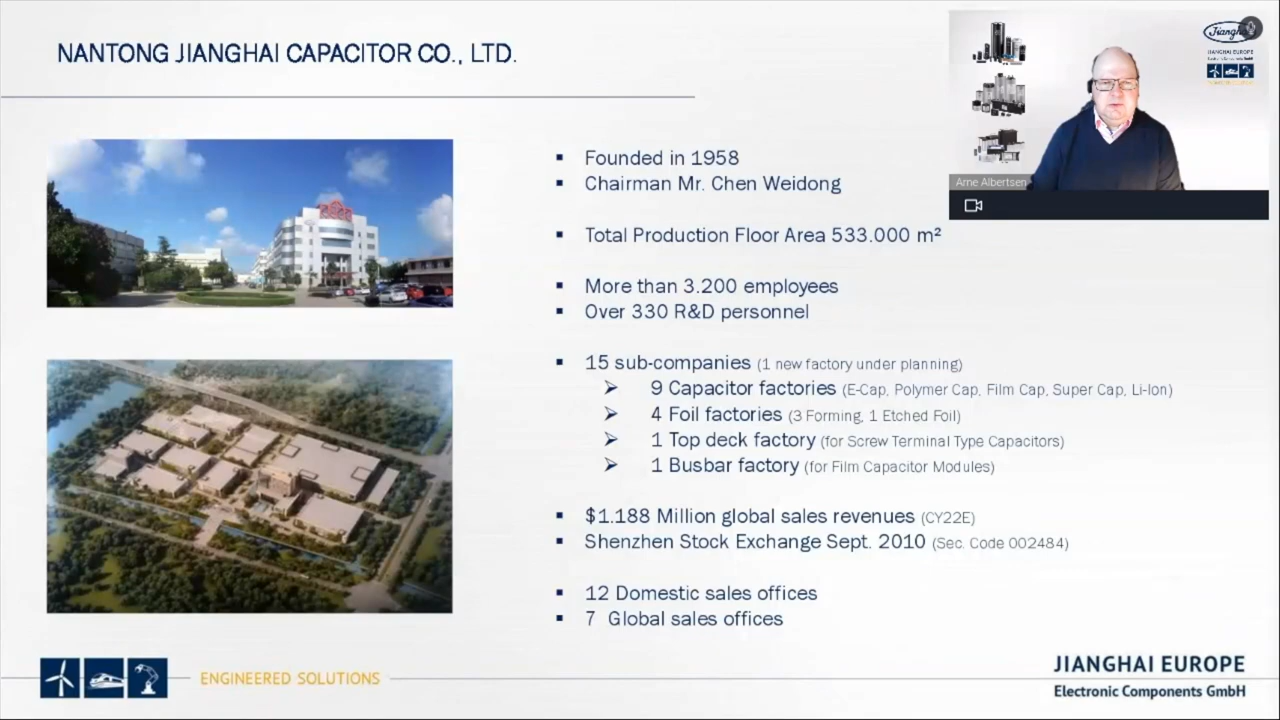 NANTONG JIANGHAI CAPACITOR CO., LTD.
Founded in 1958
Chairman Mr. Chen Weidong
Total Production Floor Area 533.000 m²
More than 3.200 employees
Over 330 R&D personnel
15 sub-companies (1 new factory under planning)
9 Capacitor factories (E-Cap, Polymer Cap, Film Cap, Super Cap, Li-Ion)
4 Foil factories (3 Forming, 1 Etched Foil)
1 Top deck factory (for Screw Terminal Type Capacitors)
1 Busbar factory (for Film Capacitor Modules)
$1.188 Million global sales revenues (CY22E)
Shenzhen Stock Exchange Sept. 2010 (Sec. Code 002484)
12 Domestic sales offices
7 Global sales offices
JIANGHAI EUROPE
Arne Albertsen
ENGINEERED SOLUTIONS
JIANGHAI EUROPE
Electronic Components GmbH